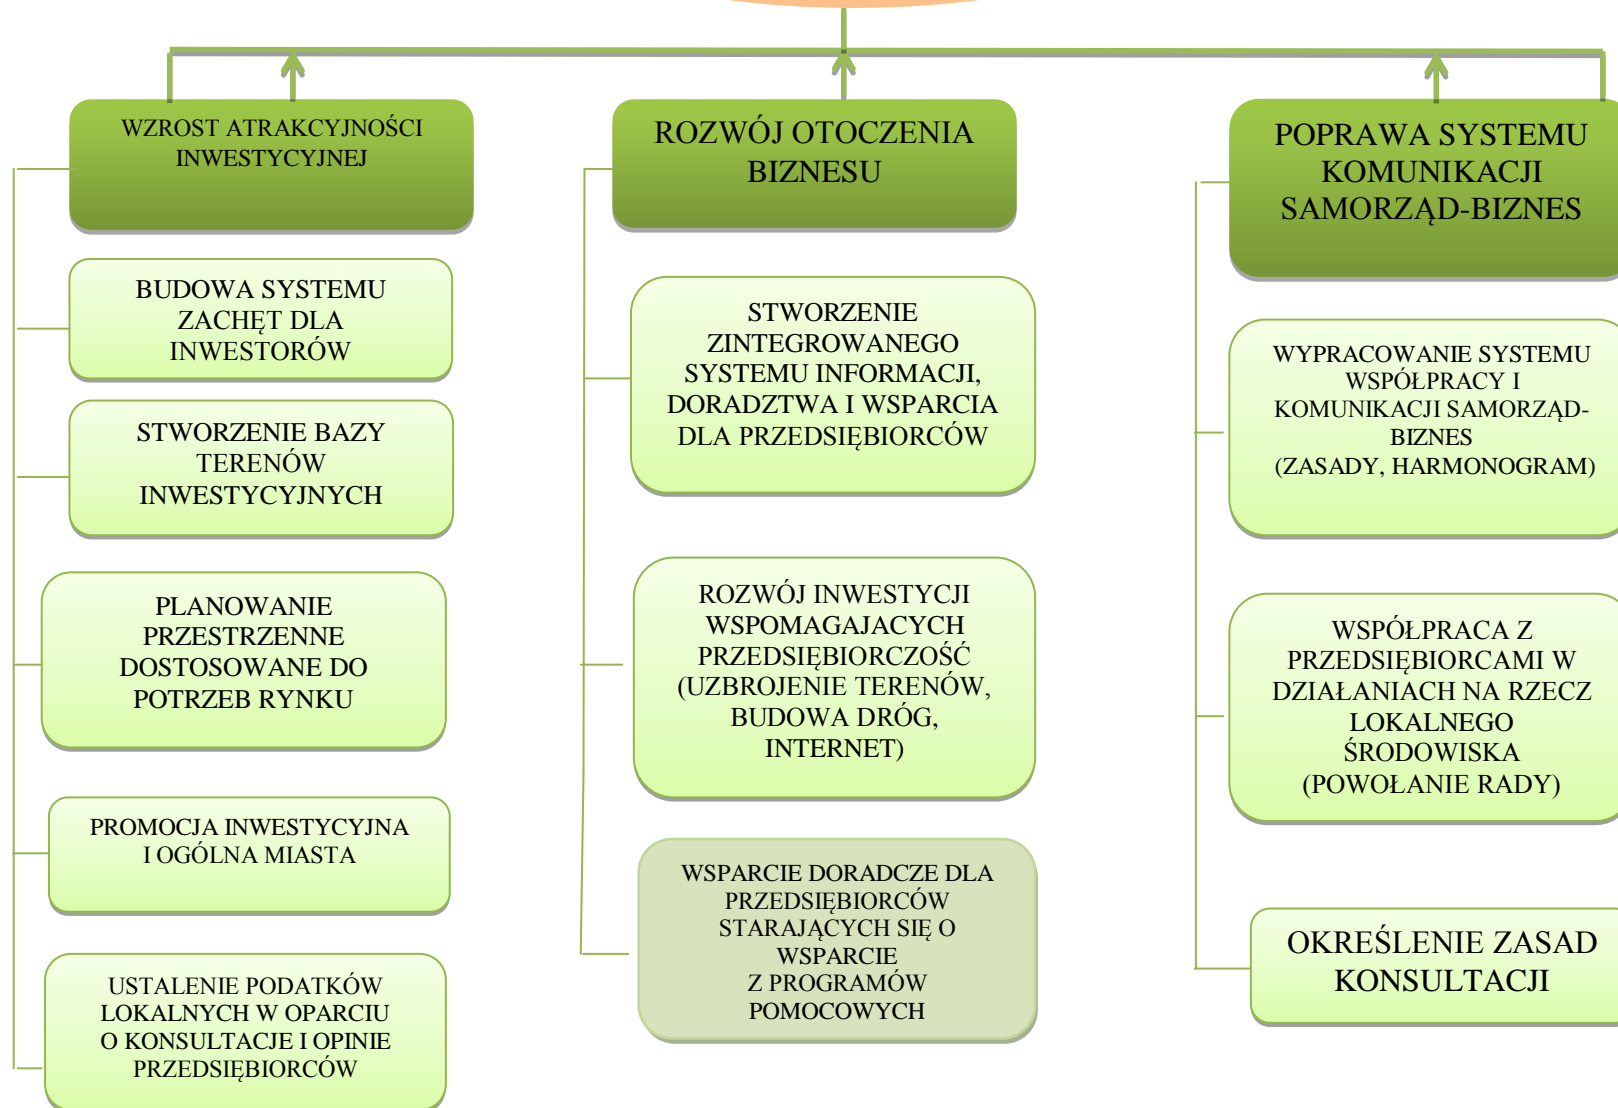 WZROST ATRAKCYJNOŚCI
INWESTYCYJNEJ
BUDOWA SYSTEMU
ZACHĘT DLA
INWESTORÓW
STWORZENIE BAZY
TERENÓW
INWESTYCYJNYCH
PLANOWANIE
PRZESTRZENNE
DOSTOSOWANE DO
POTRZEB RYNKU
PROMOCJA INWESTYCYJNA
I OGÓLNA MIASTA
USTALENIE PODATKÓW
LOKALNYCH W OPARCIU
O KONSULTACJE I OPINIE
PRZEDSIĘBIORCÓW
ROZWÓJ OTOCZENIA
BIZNESU
STWORZENIE
ZINTEGROWANEGO
SYSTEMU INFORMACJI,
DORADZTWA I WSPARCIA
DLA PRZEDSIĘBIORCÓW
ROZWÓJ INWESTYCJI
WSPOMAGAJACYCH
PRZEDSIĘBIORCZOŚĆ
(UZBROJENIE TERENÓW,
BUDOWA DRÓG,
INTERNET)
WSPARCIE DORADCZE DLA
PRZEDSIĘBIORCÓW
STARAJĄCYCH SIĘ O
WSPARCIE
Z PROGRAMÓW
POMOCOWYCH
POPRAWA SYSTEMU
KOMUNIKACJI
SAMORZĄD-BIZNES
WYPRACOWANIE SYSTEMU
WSPÓŁPRACY I
KOMUNIKACJI SAMORZĄD-
BIZNES
(ZASADY, HARMONOGRAM)
WSPÓŁPRACA Z
PRZEDSIĘBIORCAMI W
DZIAŁANIACH NA RZECZ
LOKALNEGO
ŚRODOWISKA
(POWOŁANIE RADY)
OKREŚLENIE ZASAD
KONSULTACJI